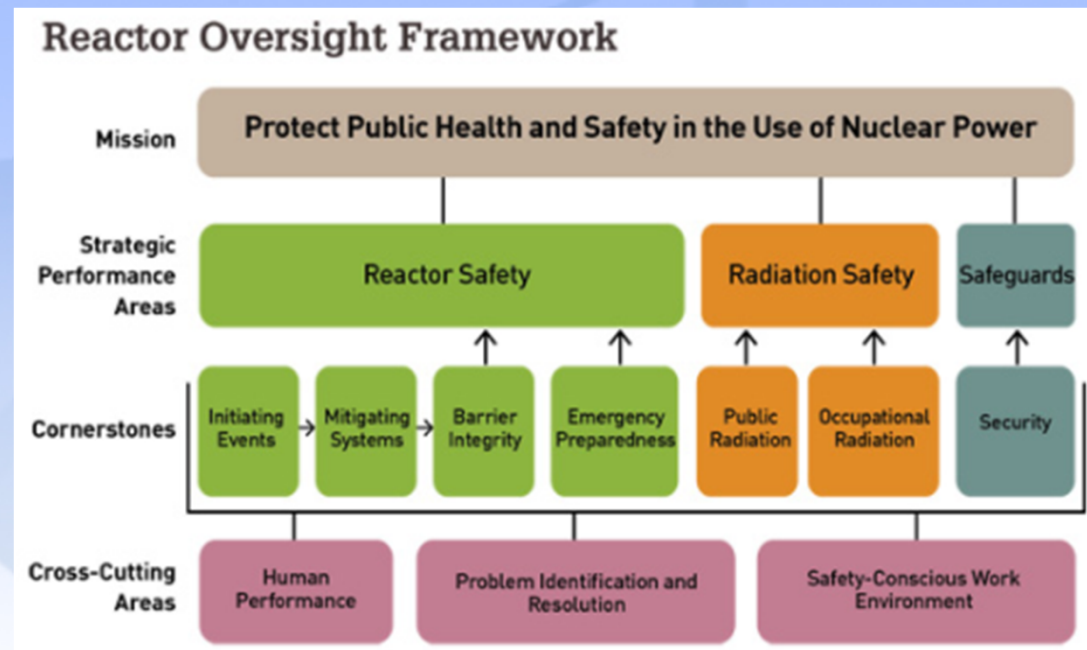 Reactor Oversight Framework
Mission
Protect Public Health and Safety in the Use of Nuclear Power
Strategic
Performance
Areas
Reactor Safety
Radiation Safety
Safeguards
Cornerstones
Initiating
Events
Mitigating
Systems
Barrier
Integrity
Emergency
Preparedness
Public
Radiation
Occupational
Radiation
Security
Cross-Cutting
Areas
Human
Performance
Problem Identification and
Resolution
Safety-Conscious Work
Environment